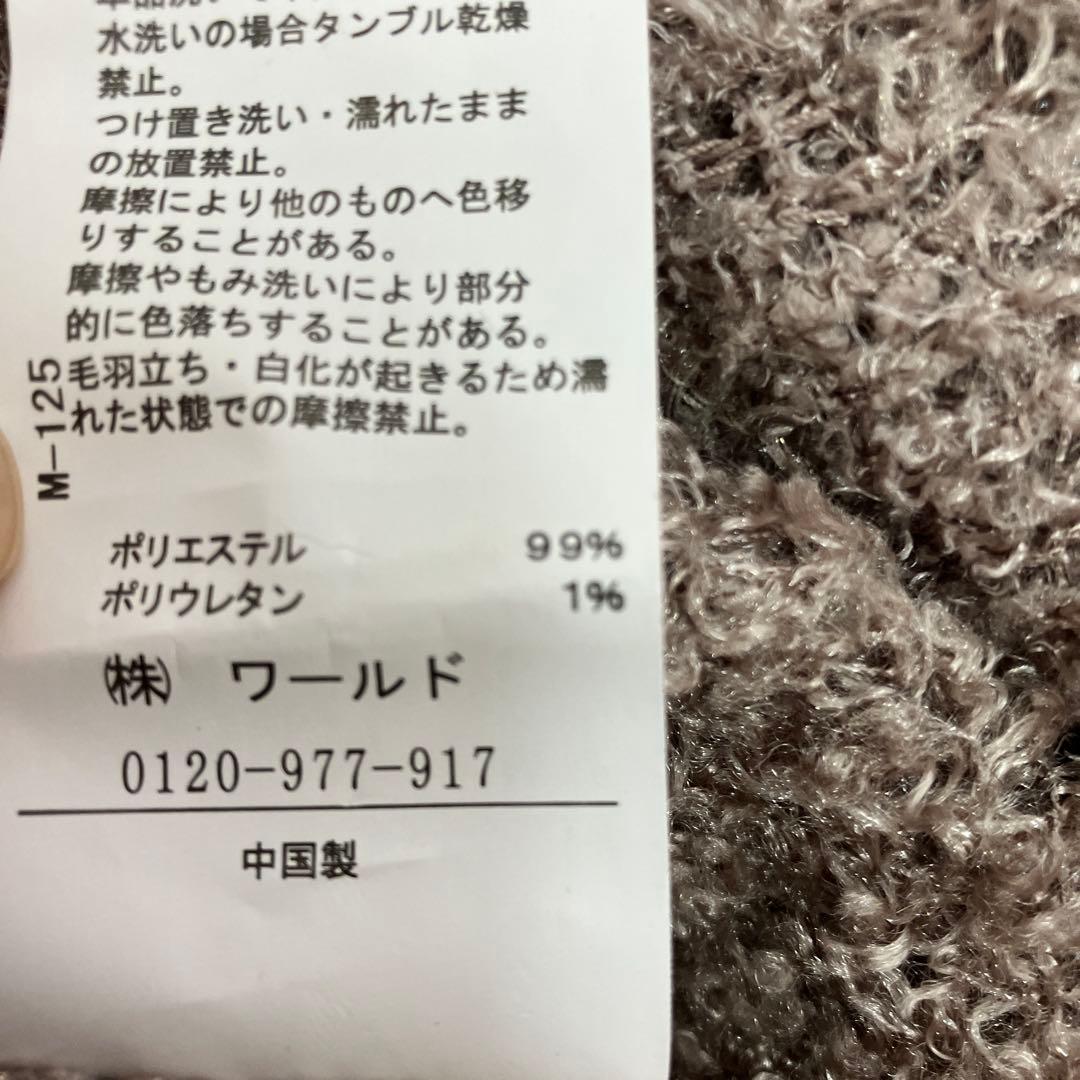 水洗いの場合タンブル乾燥
禁止。
つけ置き洗い・濡れたまま
の放置禁止。
摩擦により他のものへ色移
りすることがある。
摩擦やもみ洗いにより部分
的に色落ちすることがある。
毛羽立ち・白化が起きるため濡
れた状態での摩擦禁止。
M-125
ポリエステル 99%
ポリウレタン 1%
㈱ ワールド
0120-977-917
中国製